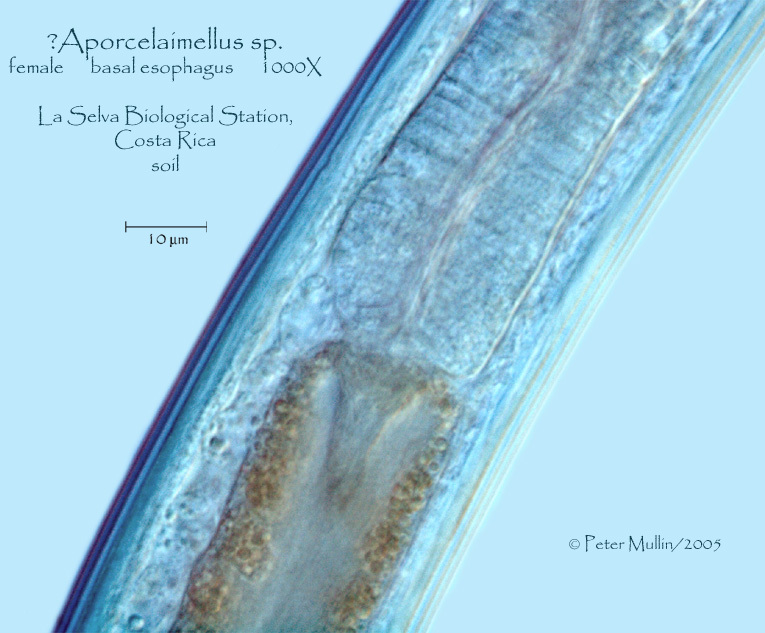 ?Aporcelaimellus sp.
female basal esophagus 1000X
La Selva Biological Station,
Costa Rica
soil
10 µm
© Peter Mullin/2005